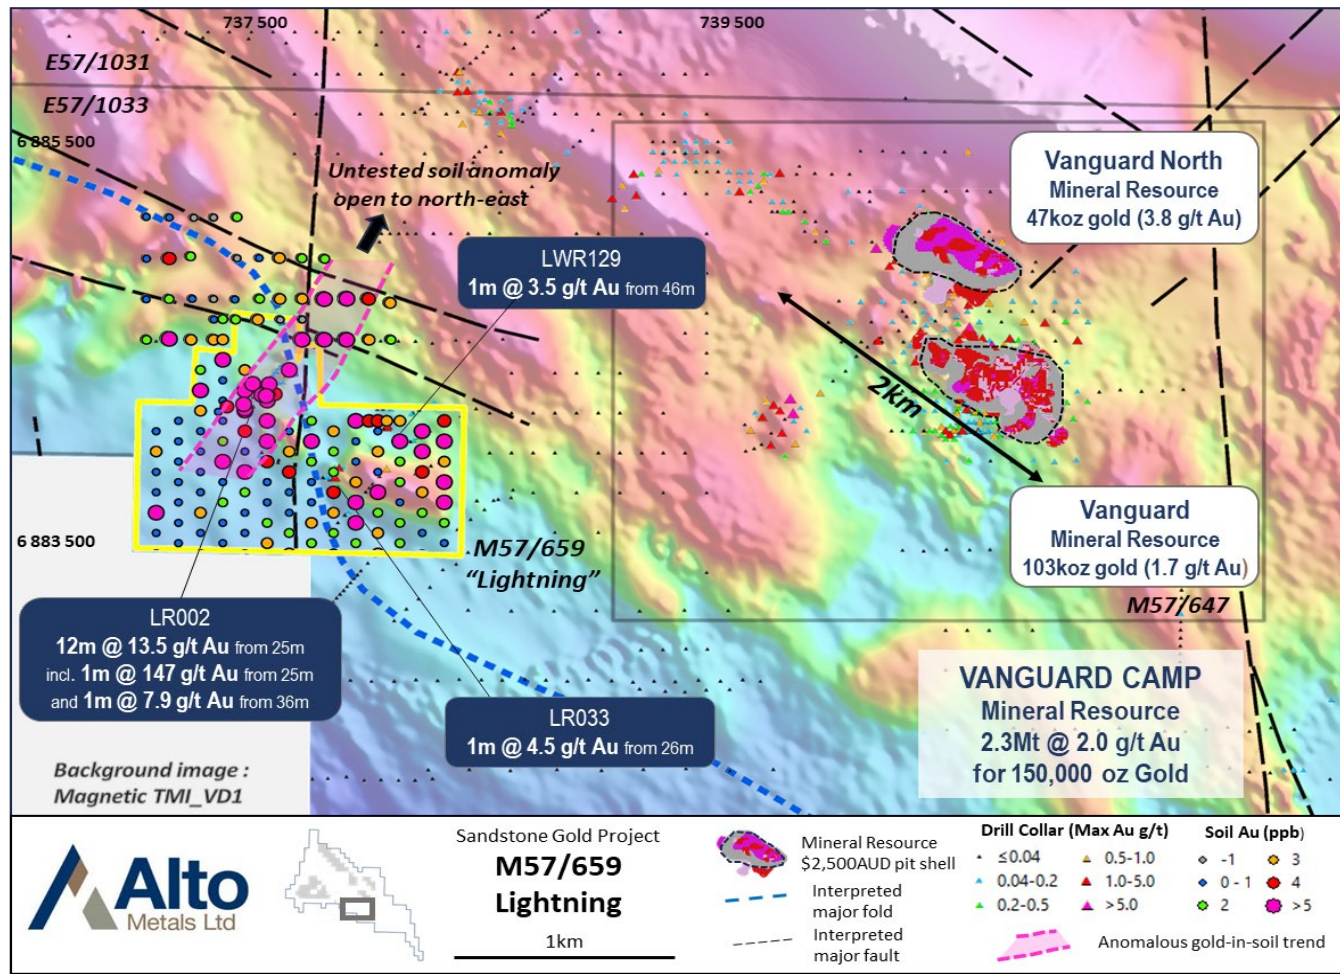 737 500
739 500
E57/1031
E57/1033
6 885 500
Untested soil anomaly
open to north-east
Vanguard North
Mineral Resource
47koz gold (3.8 g/t Au)
LWR129
1m @ 3.5 g/t Au from 46m
2km
6 883 500
M57/659
“Lightning”
Vanguard
Mineral Resource
103koz gold (1.7 g/t Au)
M57/647
LR002
12m @ 13.5 g/t Au from 25m
incl. 1m @ 147 g/t Au from 25m
and 1m @ 7.9 g/t Au from 36m
LR033
1m @ 4.5 g/t Au from 26m
VANGUARD CAMP
Mineral Resource
2.3Mt @ 2.0 g/t Au
for 150,000 oz Gold
Background image :
Magnetic TMI_VD1
Alto
Metals Ltd
Sandstone Gold Project
M57/659
Lightning
1km
Mineral Resource
$2,500AUD pit shell
Interpreted
major fold
Interpreted
major fault
Drill Collar (Max Au g/t)
≤0.04
0.5-1.0
0.04-0.2
1.0-5.0
0.2-0.5
>5.0
Soil Au (ppb)
-1
3
0 - 1
4
2
>5
Anomalous gold-in-soil trend